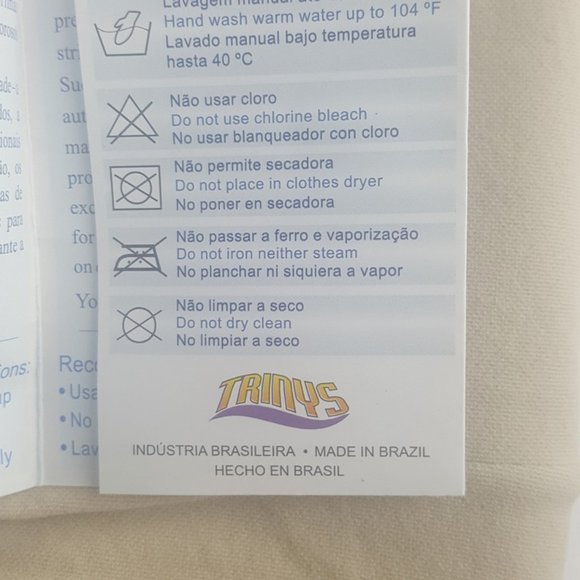 Hand wash warm water up to 104 ºF
Lavado manual bajo temperatura
hasta 40 ºC
Não usar cloro
Do not use chlorine bleach
No usar blanqueador con cloro
Não permite secadora
Do not place in clothes dryer
No poner en secadora
Não passar a ferro e vaporização
Do not iron neither steam
No planchar ni siquiera a vapor
Não limpar a seco
Do not dry clean
No limpiar a seco
TRINYS
INDÚSTRIA BRASILEIRA • MADE IN BRAZIL
HECHO EN BRASIL